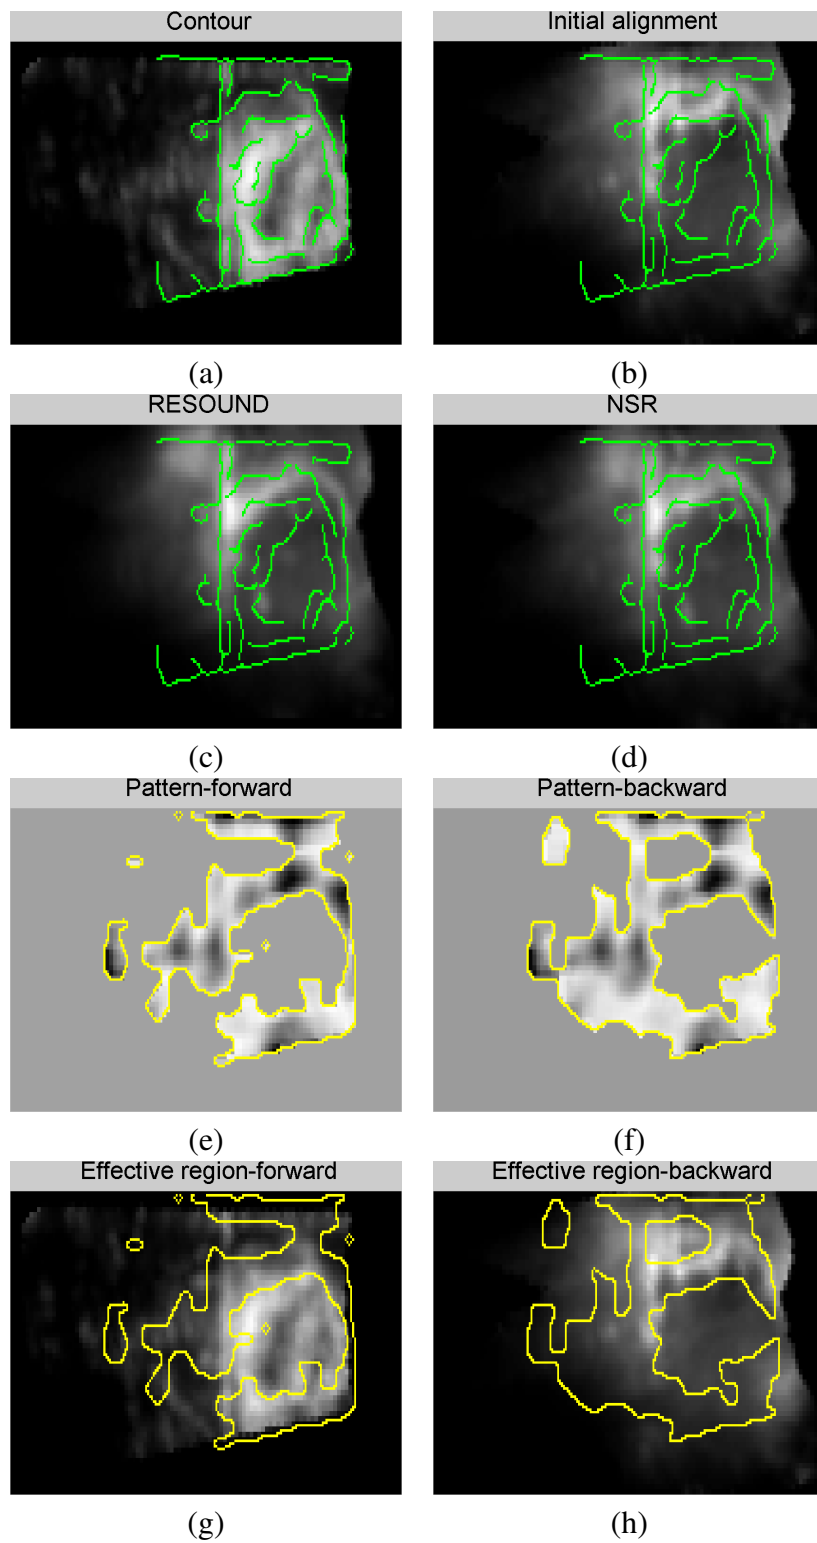 Contour
Initial alignment
(a)
(b)
RESOUND
NSR
(c)
(d)
Pattern-forward
Pattern-backward
(e)
(f)
Effective region-forward
Effective region-backward
(g)
(h)